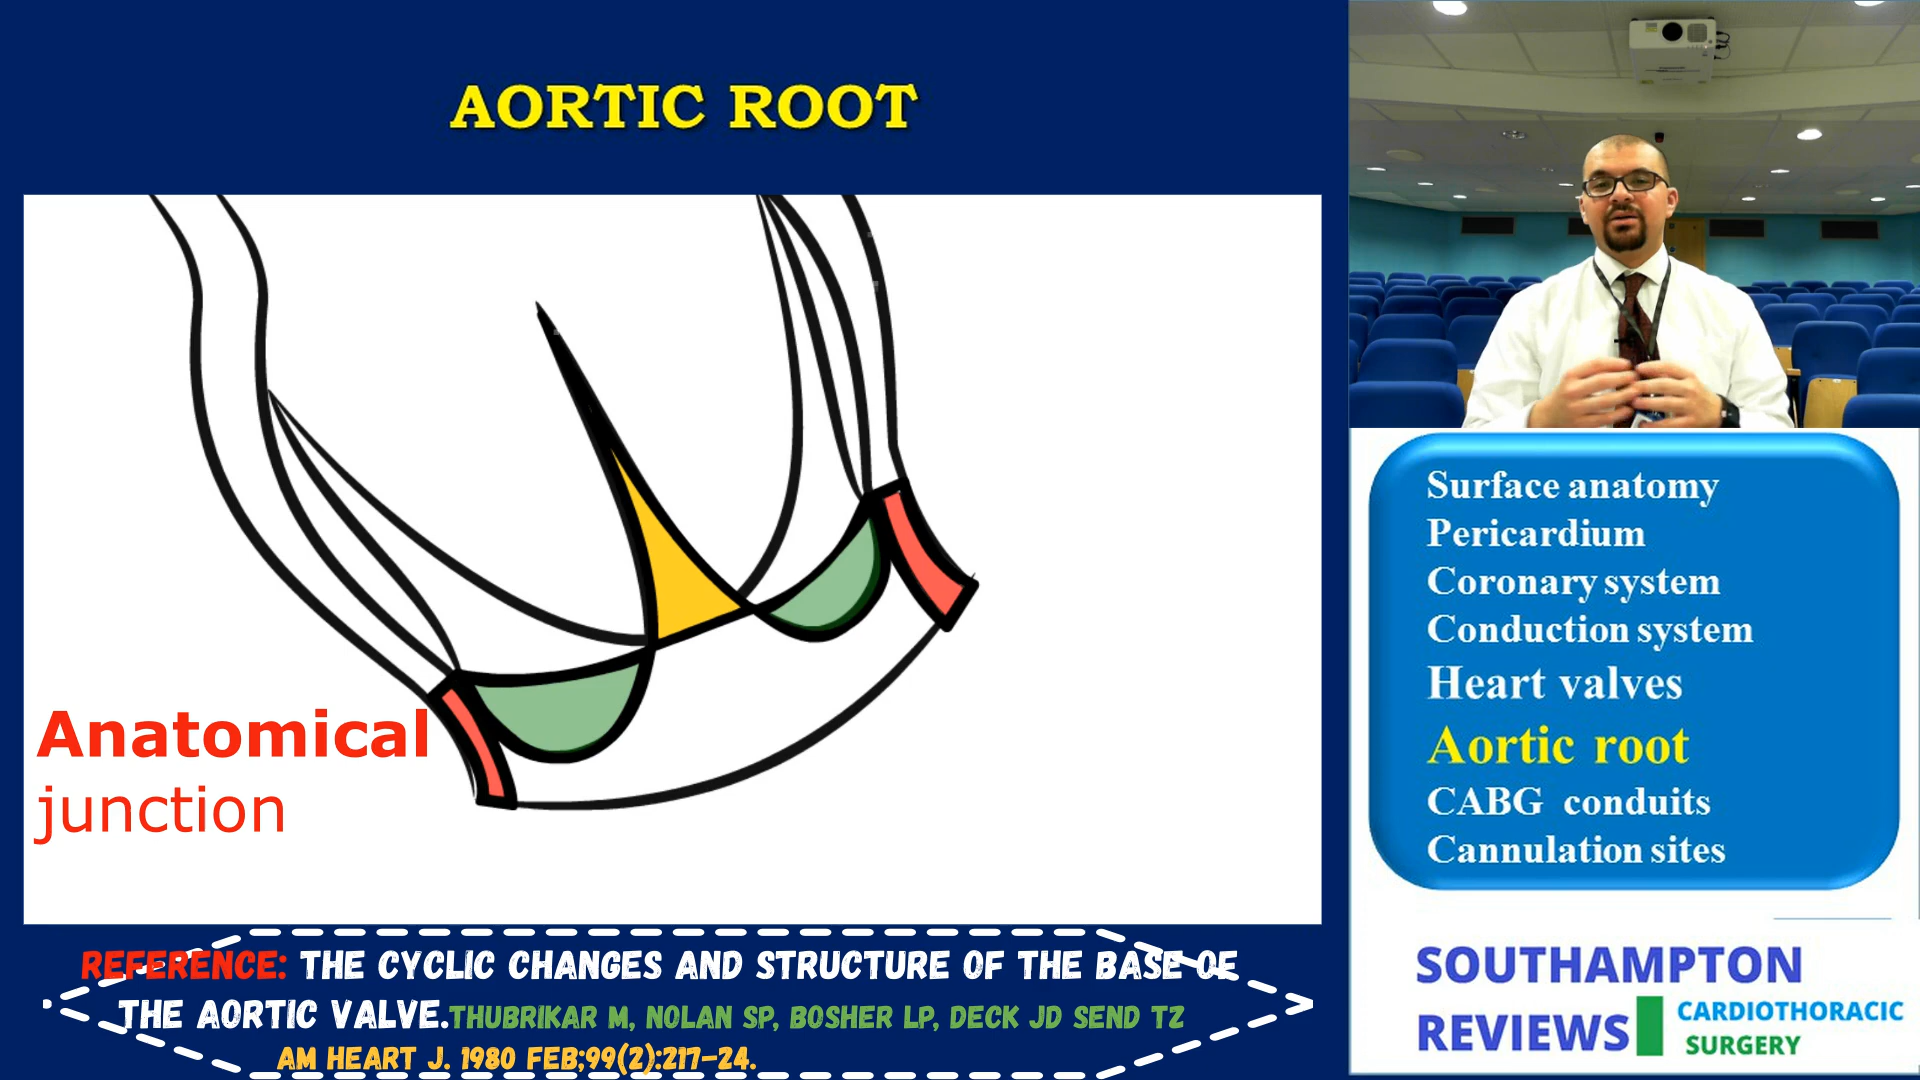 AORTIC ROOT
Anatomical
junction
REFERENCE: THE CYCLIC CHANGES AND STRUCTURE OF THE BASE OF
THE AORTIC VALVE.THUBRIKAR M, NOLAN SP, BOSHER LP, DECK JD SEND TZ
AM HEART J. 1980 FEB;99(2):217-24.
Surface anatomy
Pericardium
Coronary system
Conduction system
Heart valves
Aortic root
CABG conduits
Cannulation sites
SOUTHAMPTON
REVIEWS
CARDIOTHORACIC
SURGERY